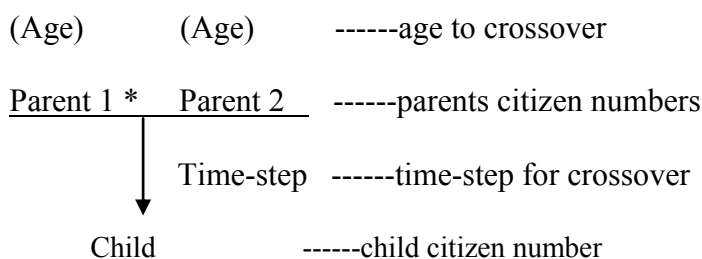 (Age) (Age) ------age to crossover
Parent 1 * Parent 2 ------parents citizen numbers
Time-step ------time-step for crossover
Child ------child citizen number